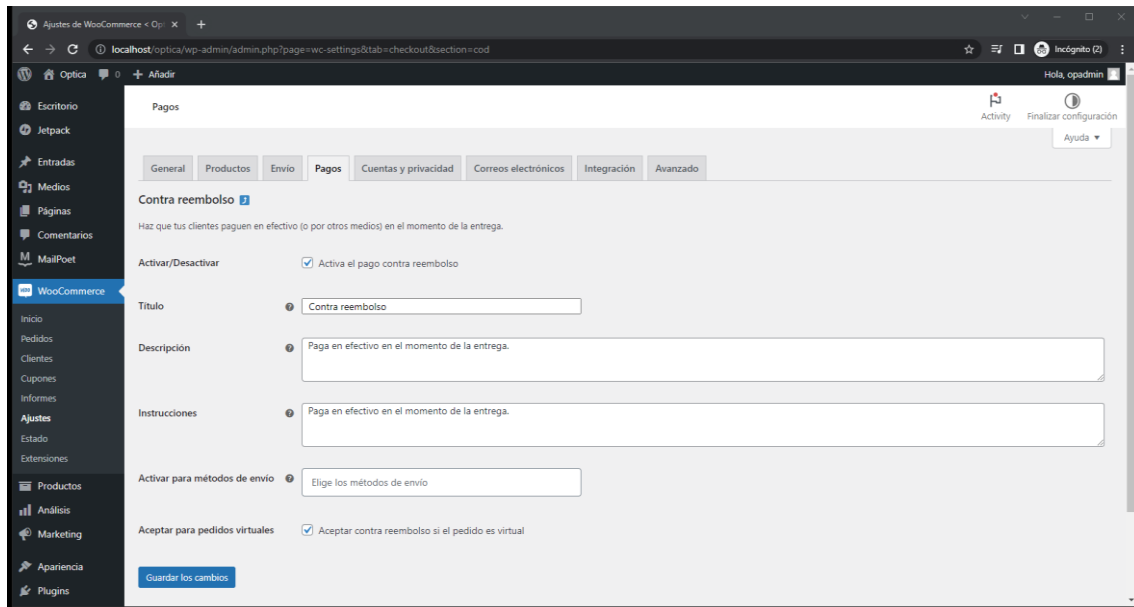 Ajustes de WooCommerce < Opt
localhost/optica/wp-admin/admin.php?page=wc-settings&tab=checkout&section=cod
Incógnito (2)
Optica 0 + Añadir
Hola, opadmin
Escritorio
Jetpack
Entradas
Medios
Páginas
Comentarios
MailPoet
WooCommerce
Inicio
Pedidos
Clientes
Cupones
Informes
Ajustes
Estado
Extensiones
Productos
Análisis
Marketing
Apariencia
Plugins
Pagos
Activity
Finalizar configuración
Ayuda
General Productos Envío Pagos Cuentas y privacidad Correos electrónicos Integración Avanzado
Contra reembolso
Haz que tus clientes paguen en efectivo (o por otros medios) en el momento de la entrega.
Activar/Desactivar Activa el pago contra reembolso
Título Contra reembolso
Descripción Paga en efectivo en el momento de la entrega.
Instrucciones Paga en efectivo en el momento de la entrega.
Activar para métodos de envío Elige los métodos de envío
Aceptar para pedidos virtuales Aceptar contra reembolso si el pedido es virtual
Guardar los cambios